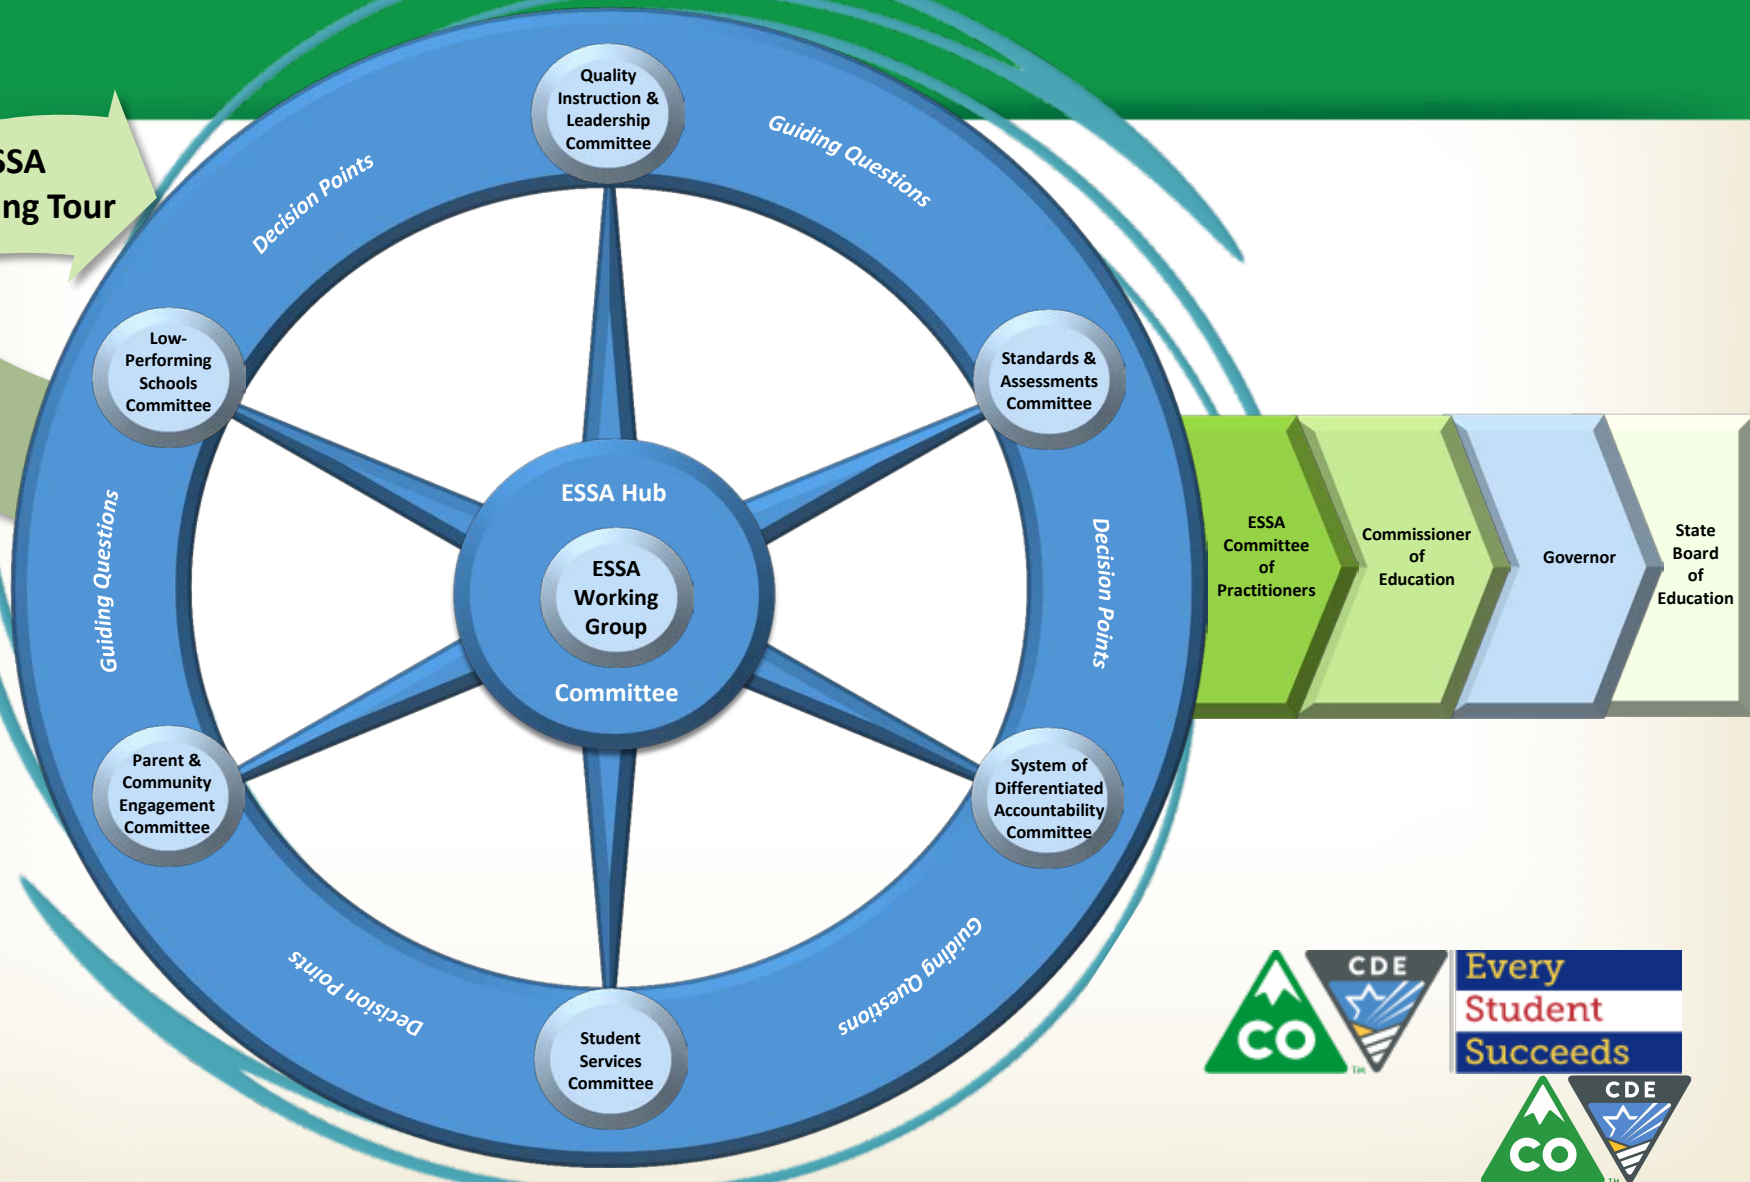 Quality
Instruction &
Leadership
Committee
Guiding Questions
Decision Points
SSA
ng Tour
Low-
Performing
Schools
Committee
Standards &
Assessments
Committee
ESSA Hub
ESSA
Working
Group
Committee
Guiding Questions
Decision Points
ESSA
Committee
of
Practitioners
Commissioner
of
Education
Governor
State
Board
of
Education
Parent &
Community
Engagement
Committee
System of
Differentiated
Accountability
Committee
Decision Points
Guiding Questions
Student
Services
Committee
CO
CDE
TM
Every
Student
Succeeds
CO
CDE
TM